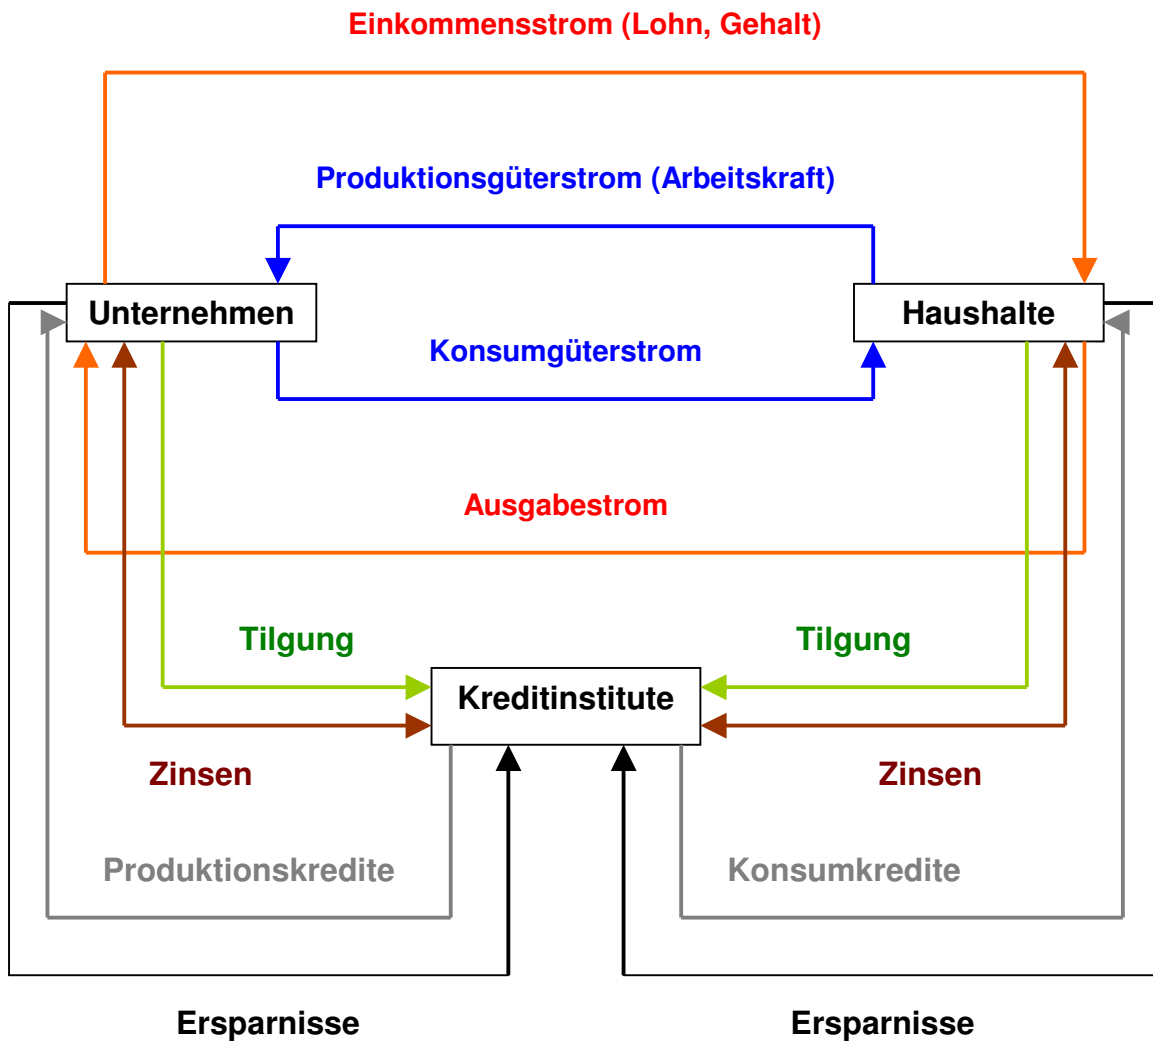 Einkommensstrom (Lohn, Gehalt)
Produktionsgüterstrom (Arbeitskraft)
Unternehmen
Haushalte
Konsumgüterstrom
Ausgabestrom
Tilgung
Tilgung
Kreditinstitute
Zinsen
Zinsen
Produktionskredite
Konsumkredite
Ersparnisse
Ersparnisse